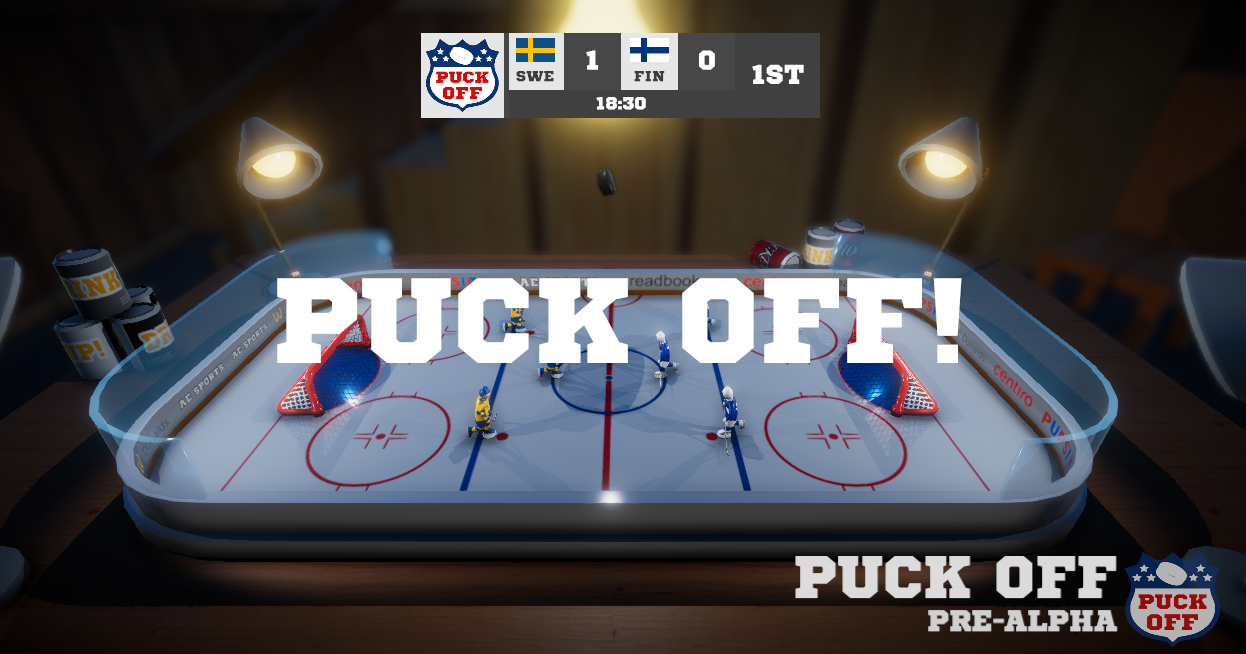 PUCK
OFF
SWE
1
FIN
0
1ST
18:30
PUCK OFF!
readbook
AC SPORTS
AC SPORTS
centiro
PUCK OFF
PRE-ALPHA
PUCK
OFF